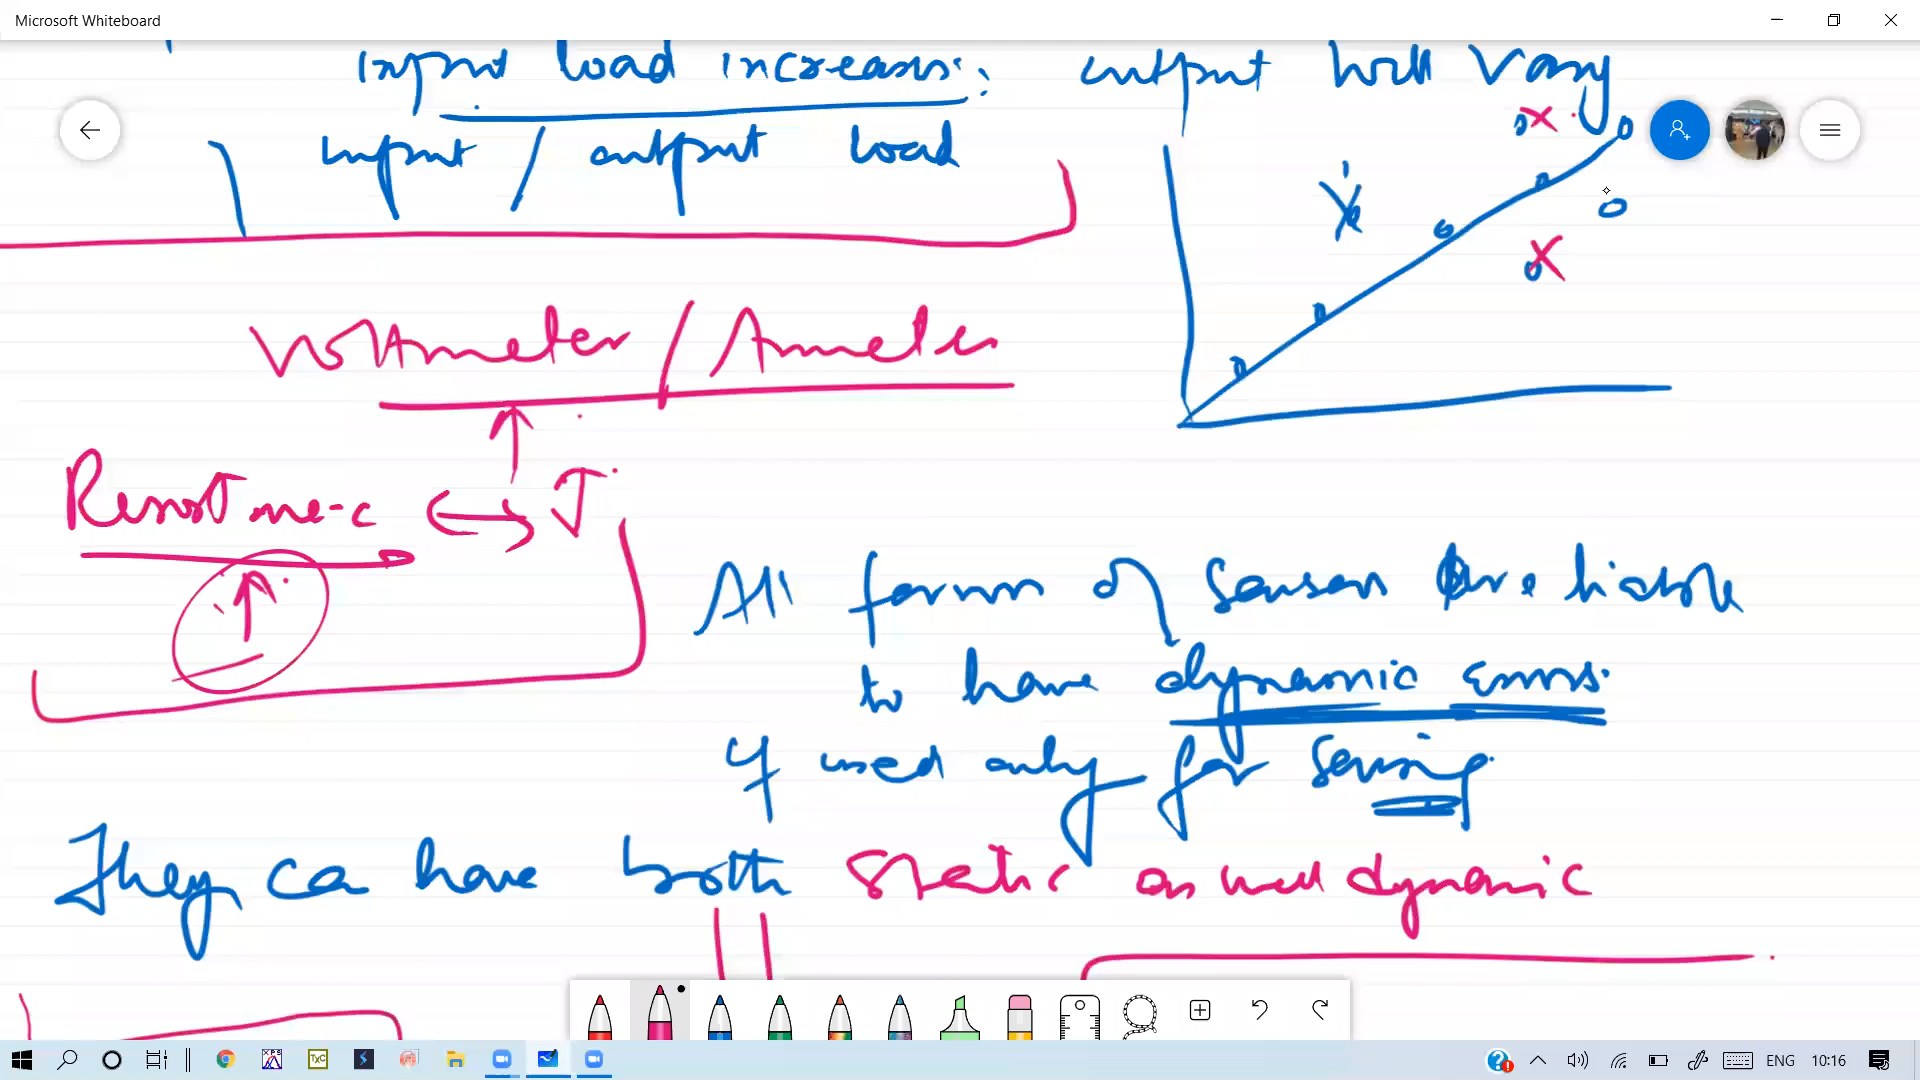 Microsoft Whiteboard
Input load increases: output will vary
input / output load
Voltmeter / Ammeter
Resistance
All forms of sensors are liable
to have dynamic errors.
If used only for sensing.
They can have both static as well dynamic
ENG 10:16